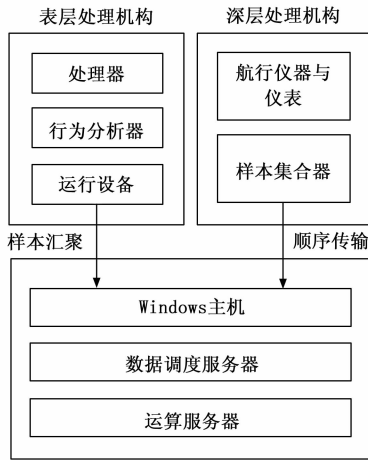 表层处理机构
深层处理机构
处理器
行为分析器
运行设备
航行仪器与
仪表
样本集合器
样本汇聚
顺序传输
Windows主机
数据调度服务器
运算服务器